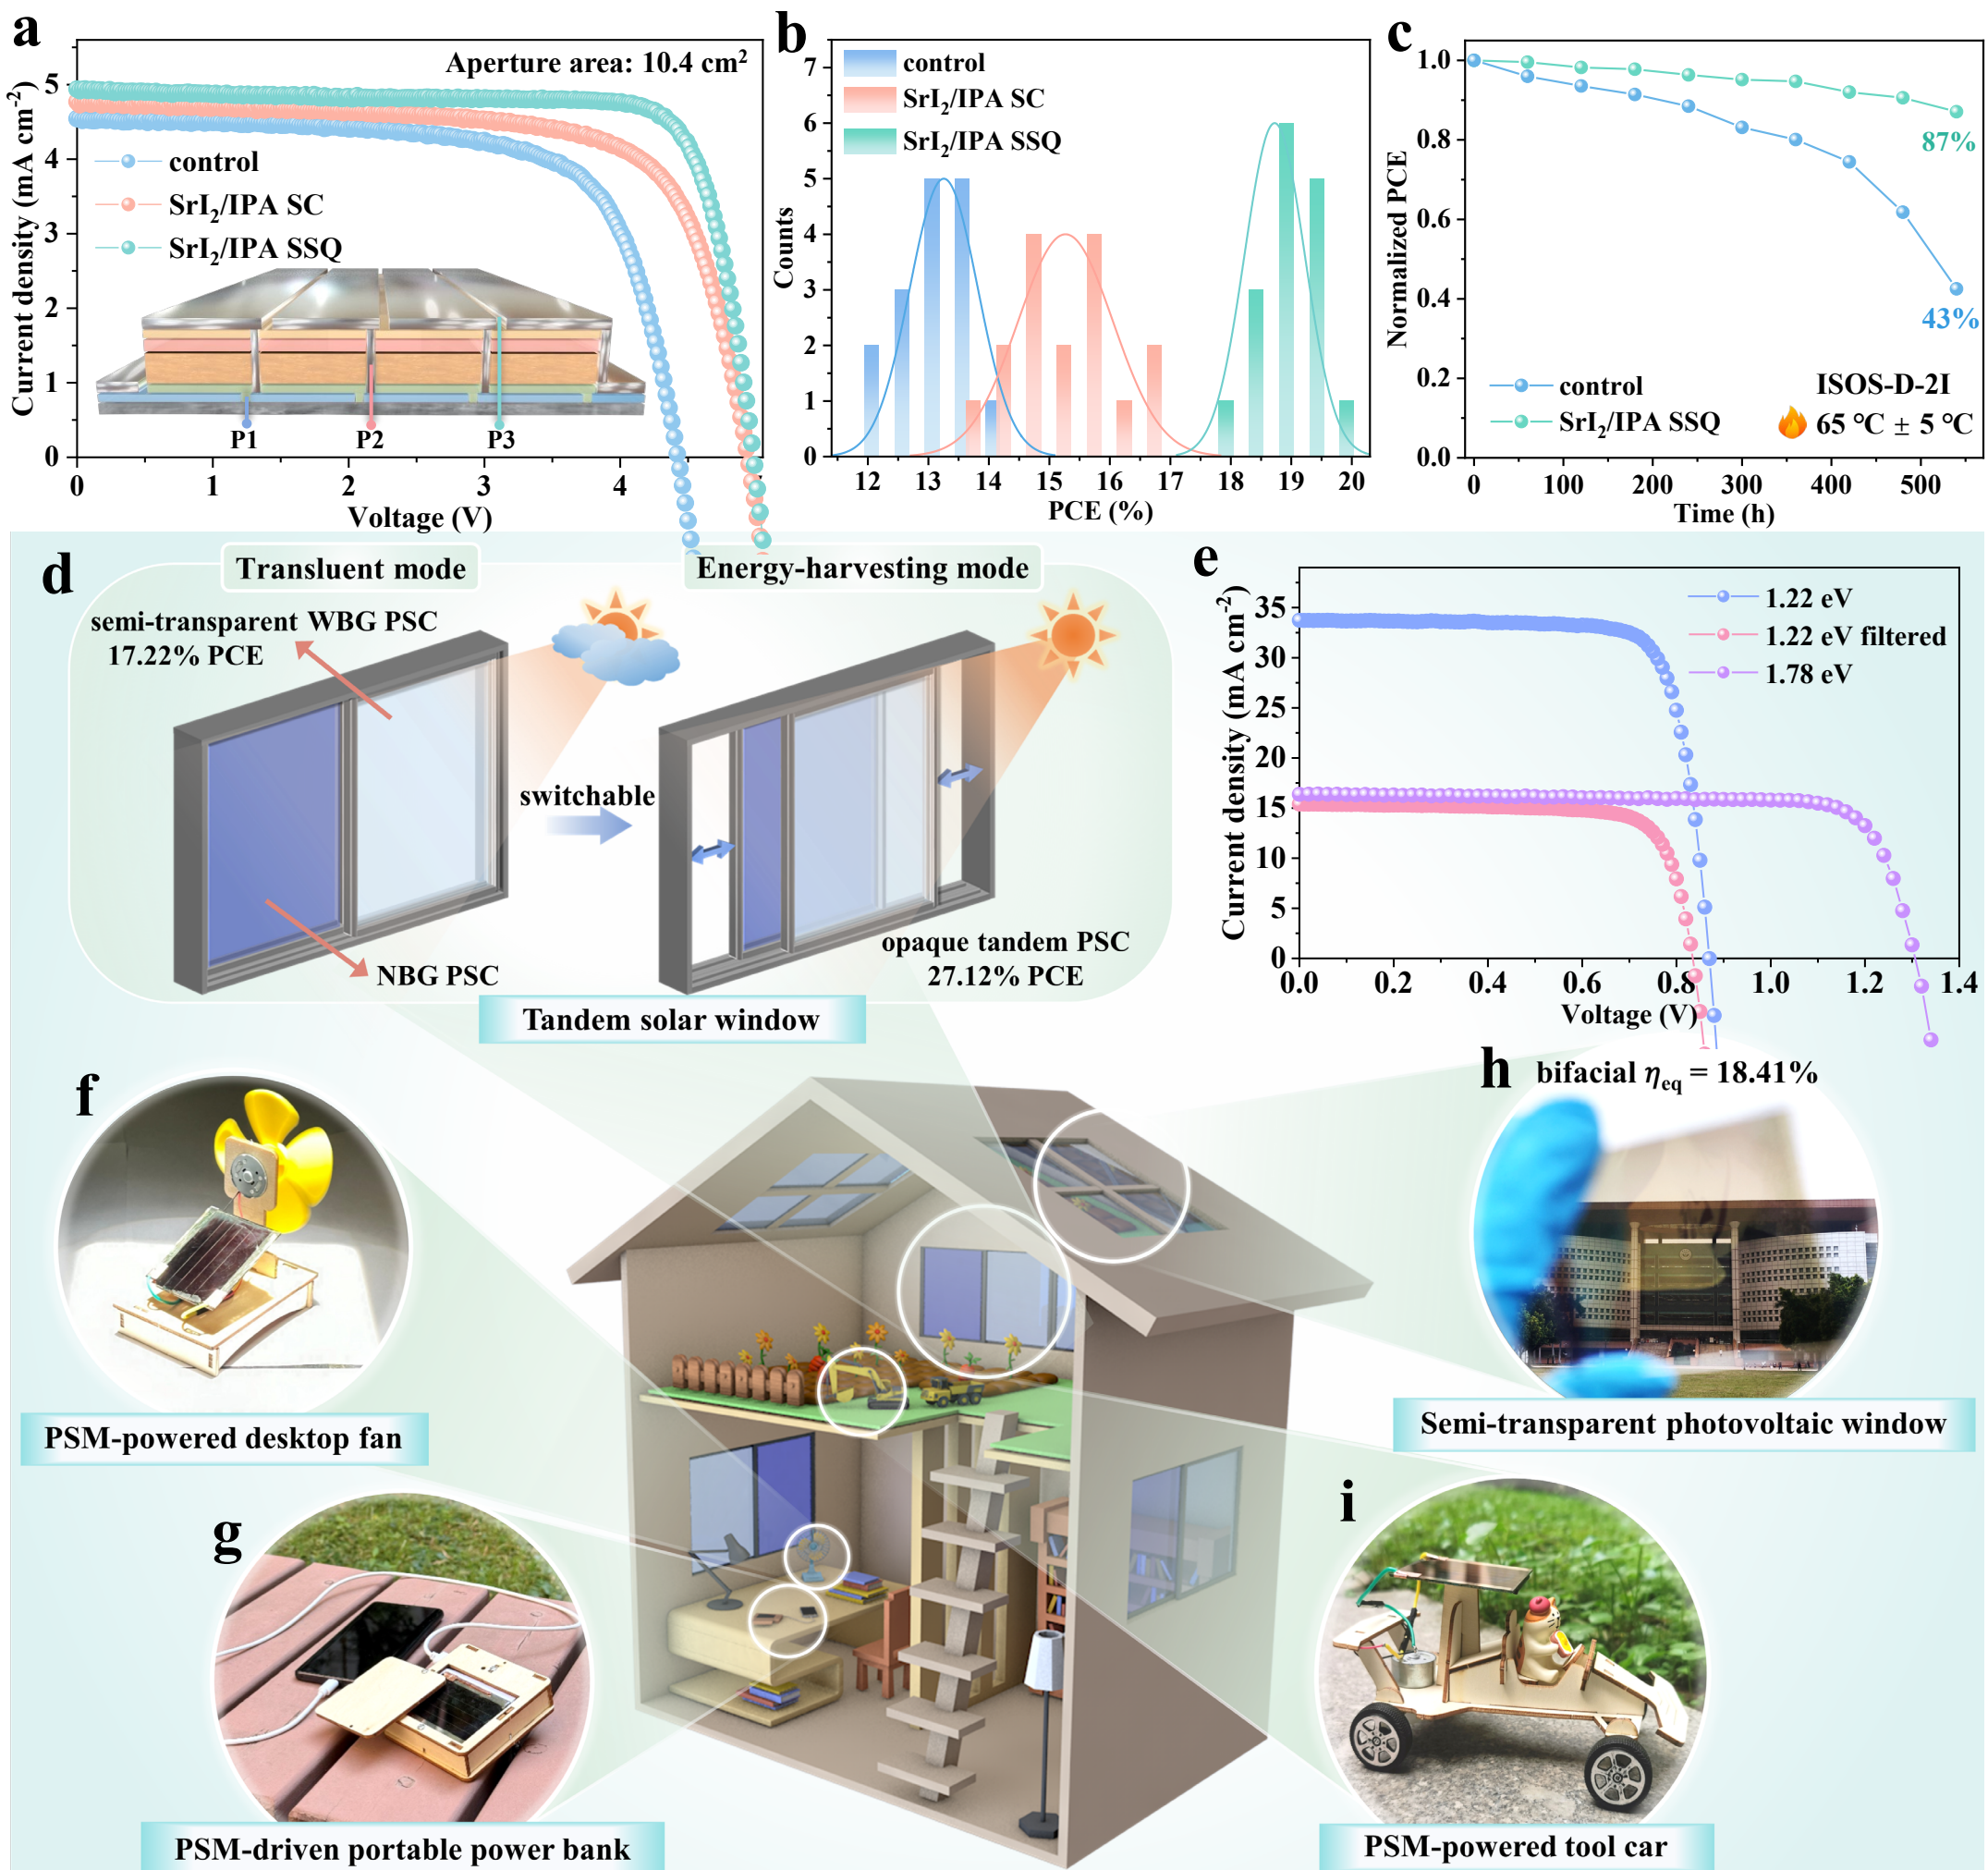 a
Aperture area: 10.4 cm²
Current density (mA cm⁻²)
5
4
3
2
1
0
control
SrI₂/IPA SC
SrI₂/IPA SSQ
P1
P2
P3
0
1
2
3
4
Voltage (V)
b
control
SrI₂/IPA SC
SrI₂/IPA SSQ
Counts
7
6
5
4
3
2
1
0
12
13
14
15
16
17
18
19
20
PCE (%)
c
Normalized PCE
1.0
0.8
0.6
0.4
0.2
0.0
87%
43%
control
SrI₂/IPA SSQ
ISOS-D-2I
65 ℃ ± 5 ℃
0
100
200
300
400
500
Time (h)
d
Transluent mode
Energy-harvesting mode
semi-transparent WBG PSC
17.22% PCE
switchable
NBG PSC
opaque tandem PSC
27.12% PCE
Tandem solar window
e
Current density (mA cm⁻²)
35
30
25
20
15
10
5
0
1.22 eV
1.22 eV filtered
1.78 eV
0.0
0.2
0.4
0.6
0.8
1.0
1.2
1.4
Voltage (V)
f
PSM-powered desktop fan
g
PSM-driven portable power bank
h
bifacial ηeq = 18.41%
Semi-transparent photovoltaic window
i
PSM-powered tool car